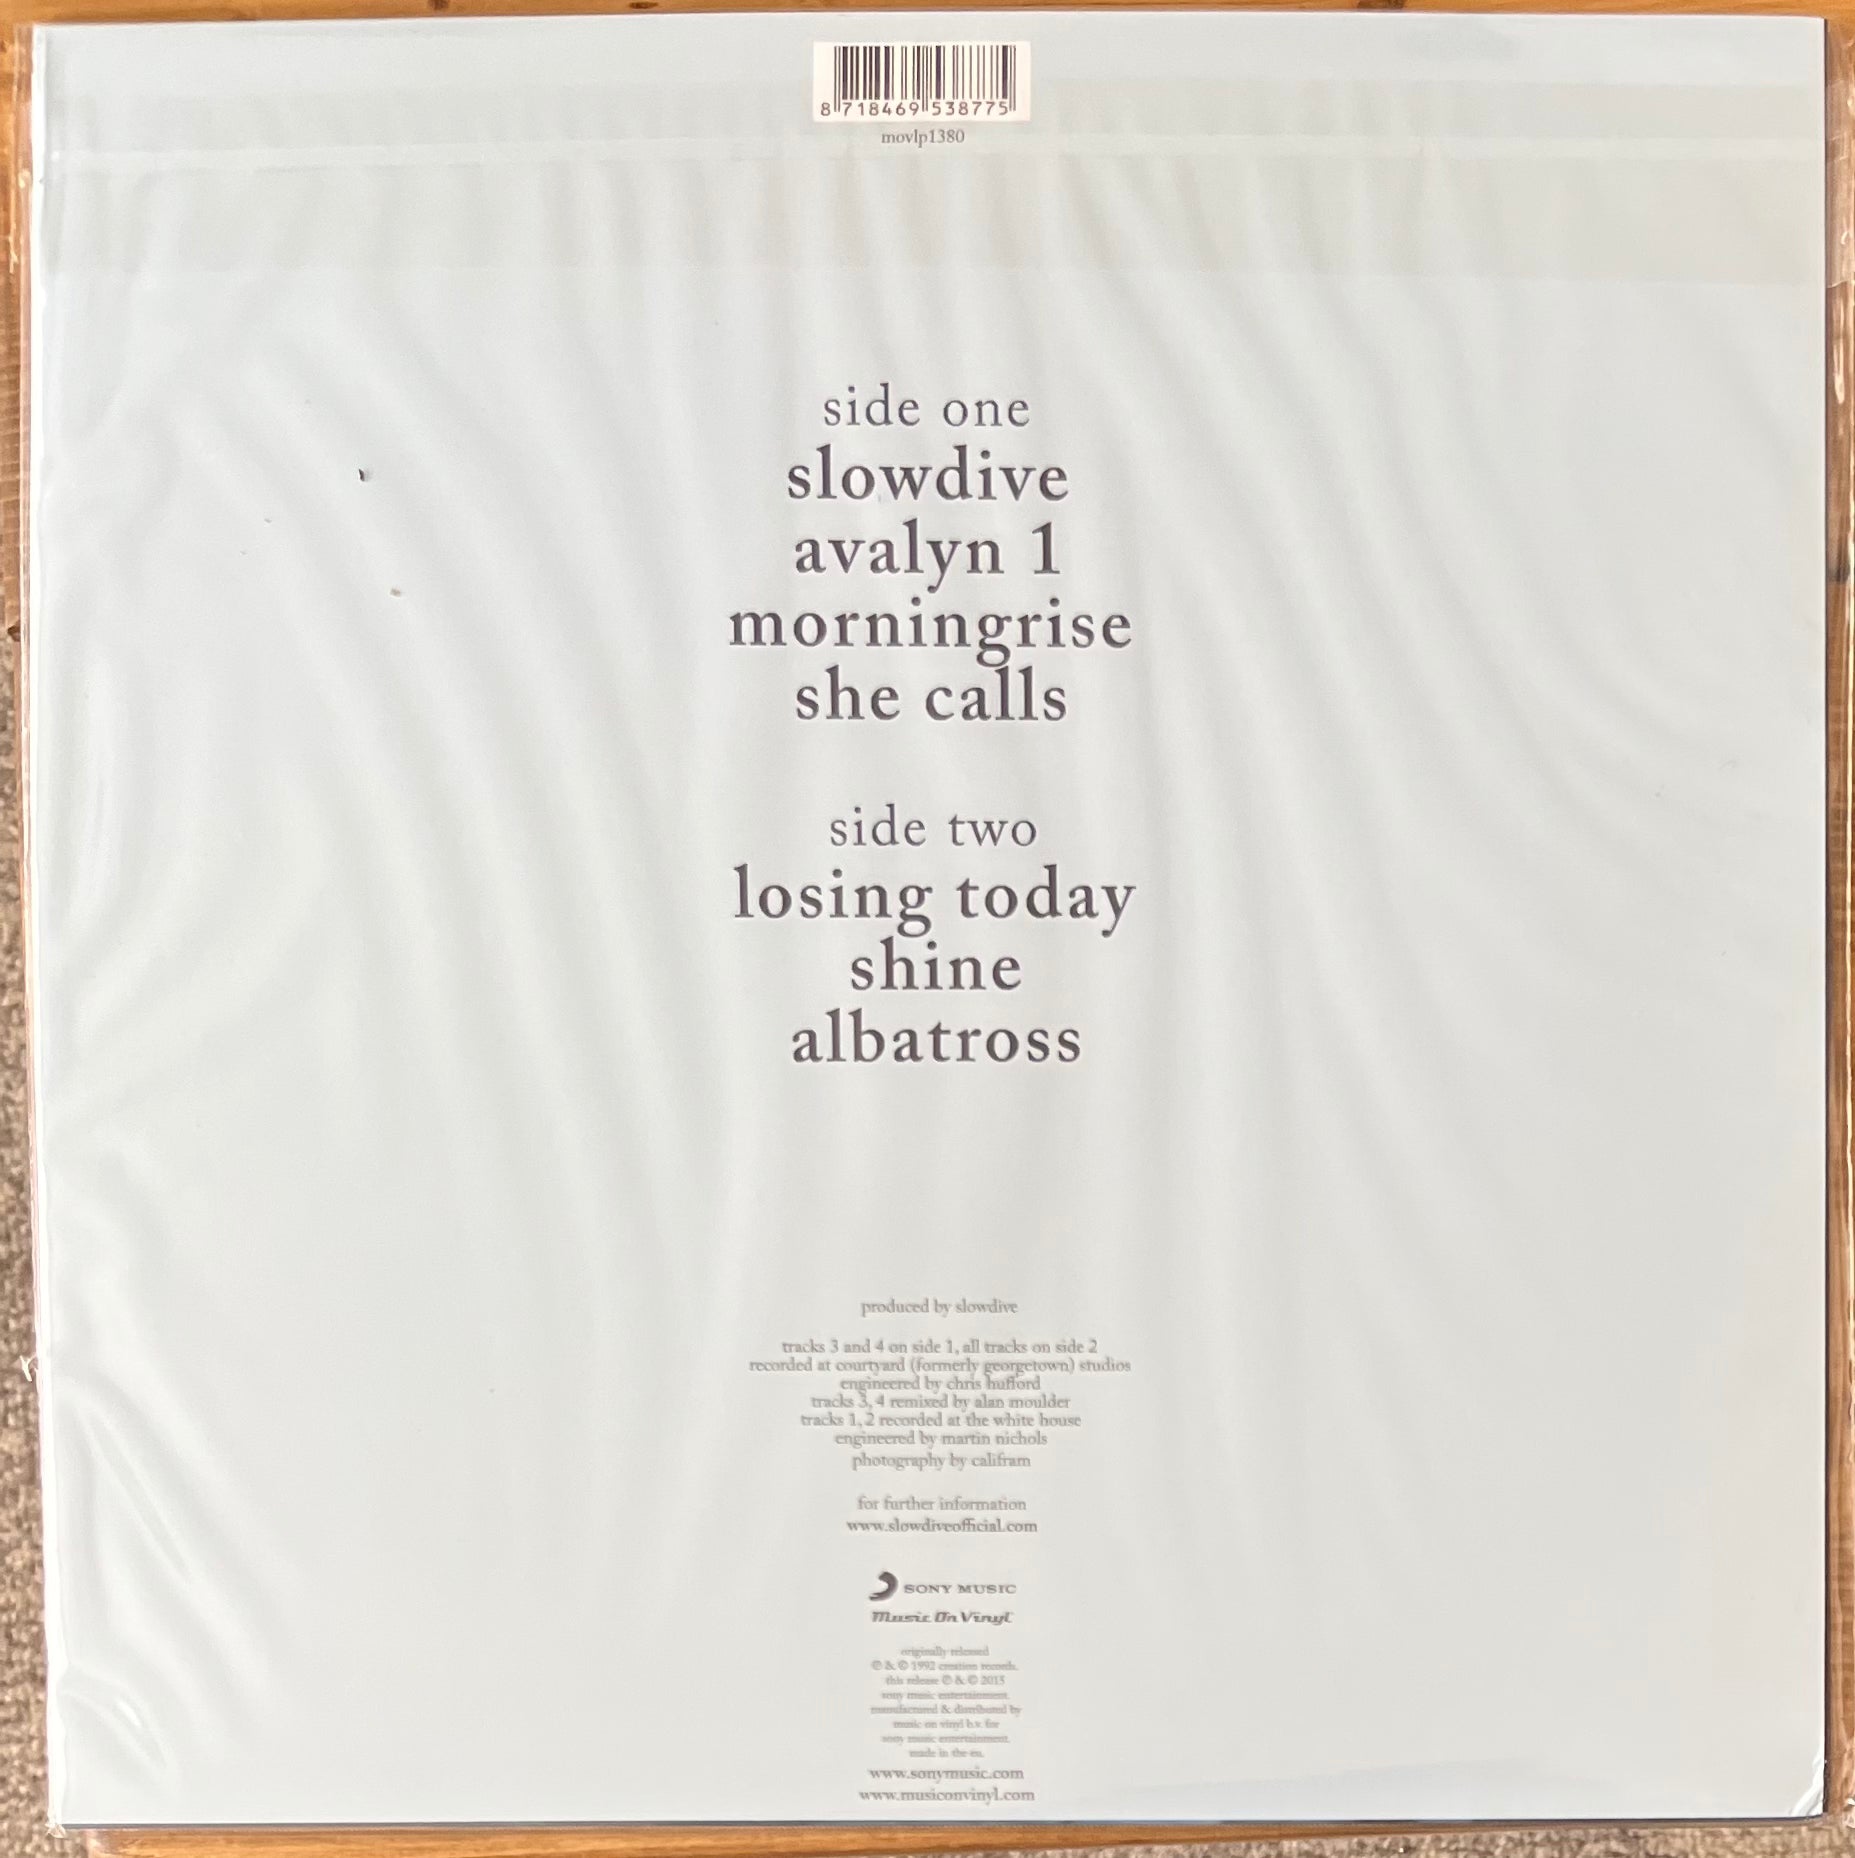 8 718469 538775
movlp1380
side one
slowdive
avalyn 1
morningrise
she calls
side two
losing today
shine
albatross
produced by slowdive
tracks 3 and 4 on side 1, all tracks on side 2
recorded at courtyard (formerly georgetown) studios
engineered by chris hufford
tracks 3, 4 remixed by alan moulder
tracks 1, 2 recorded at the white house
engineered by martin nichols
photography by califram
for further information
www.slowdiveofficial.com
SONY MUSIC
Music On Vinyl
originally released
℗ & © 1992 creation records.
this release ℗ & © 2015
sony music entertainment.
manufactured & distributed by
music on vinyl b.v. for
sony music entertainment.
made in the eu.
www.sonymusic.com
www.musiconvinyl.com